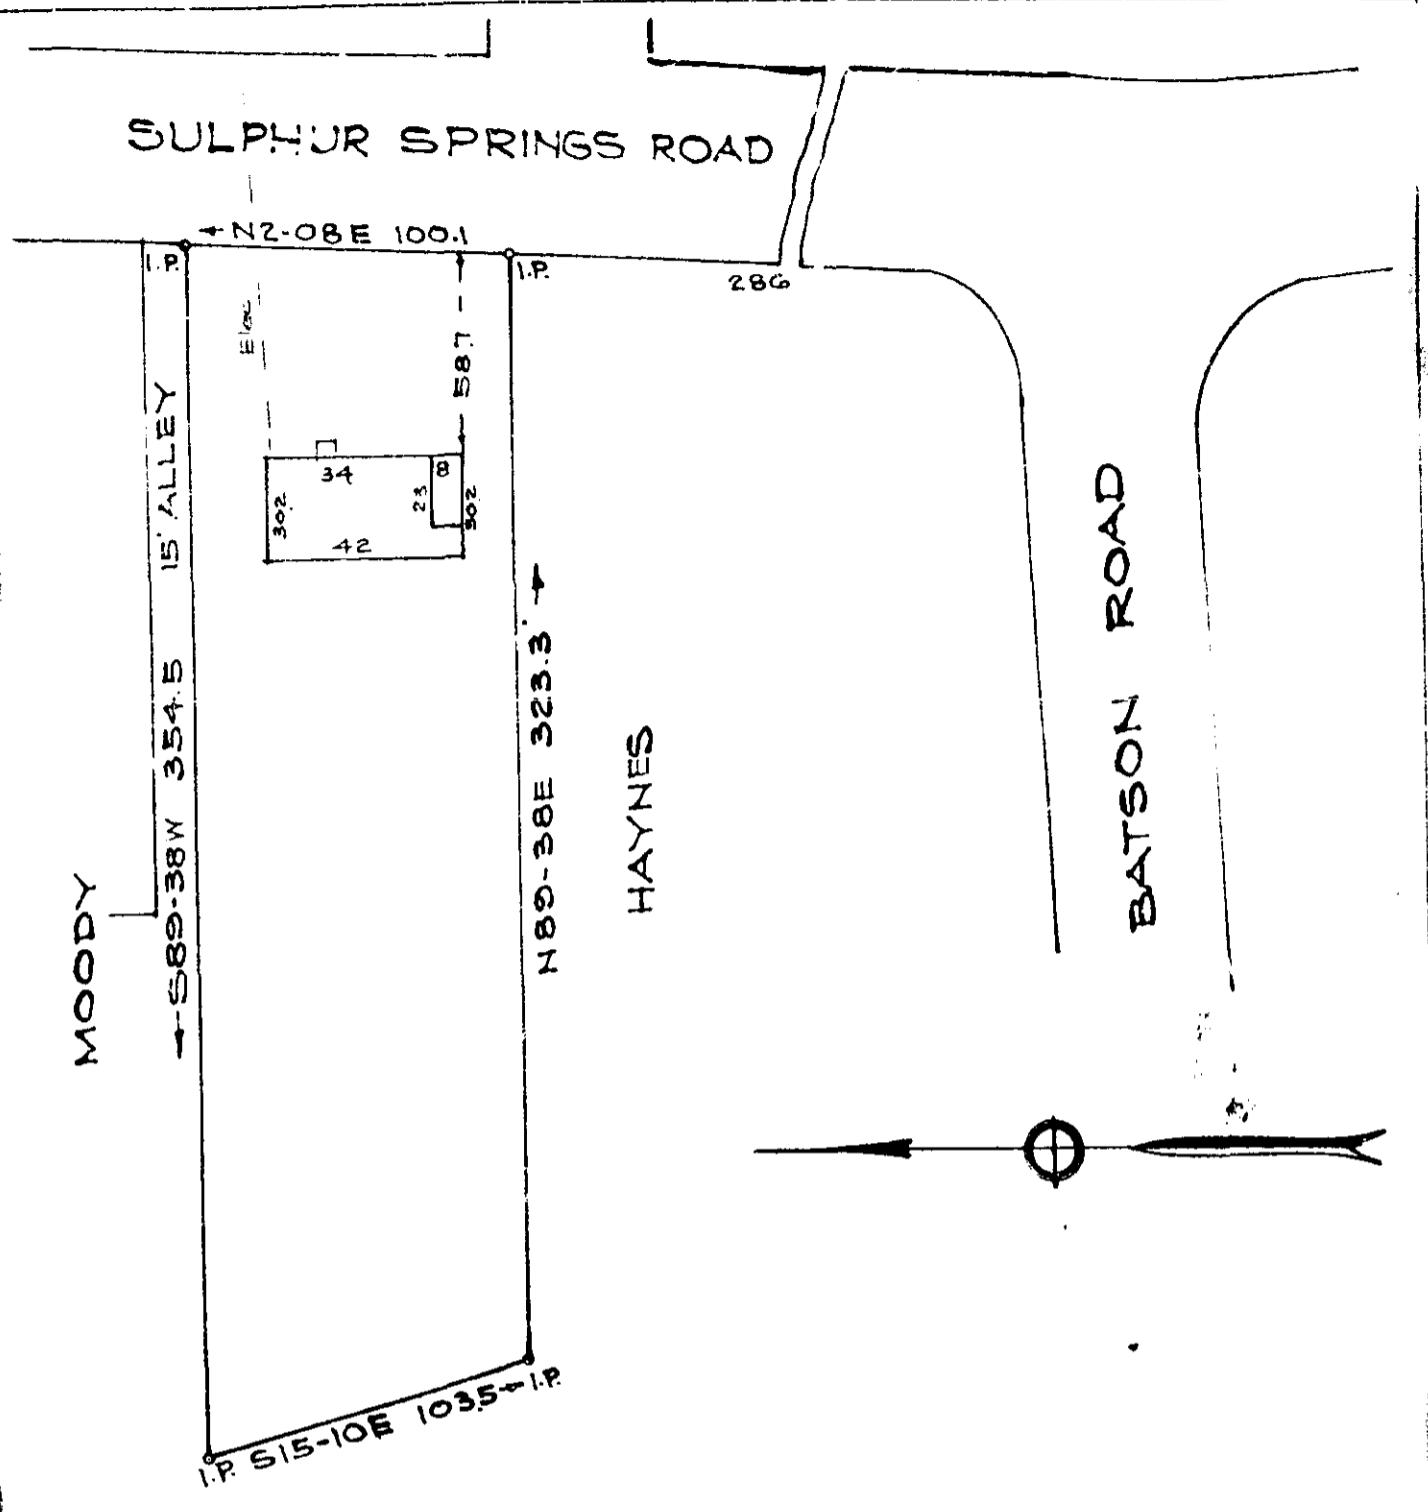 SULPHUR SPRINGS ROAD
N2-08E 100.1
I.P.
I.P.
286
Elec
58.7
15' ALLEY
34
8
23
30.2
30.2
42
S89-38W 354.5
N89-38E 323.3'
HAYNES
MOODY
BATSON ROAD
I.P. S15-10E 103.5 I.P.